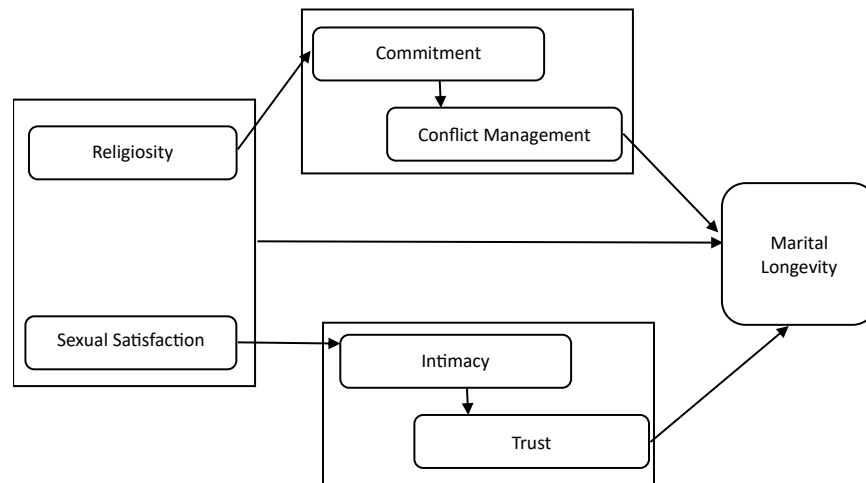 Commitment
Conflict Management
Religiosity
Marital
Longevity
Sexual Satisfaction
Intimacy
Trust